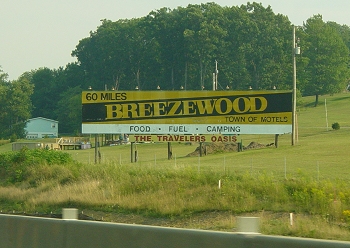 60 MILES
BREEZEWOOD
TOWN OF MOTELS
FOOD • FUEL • CAMPING
THE TRAVELERS OASIS